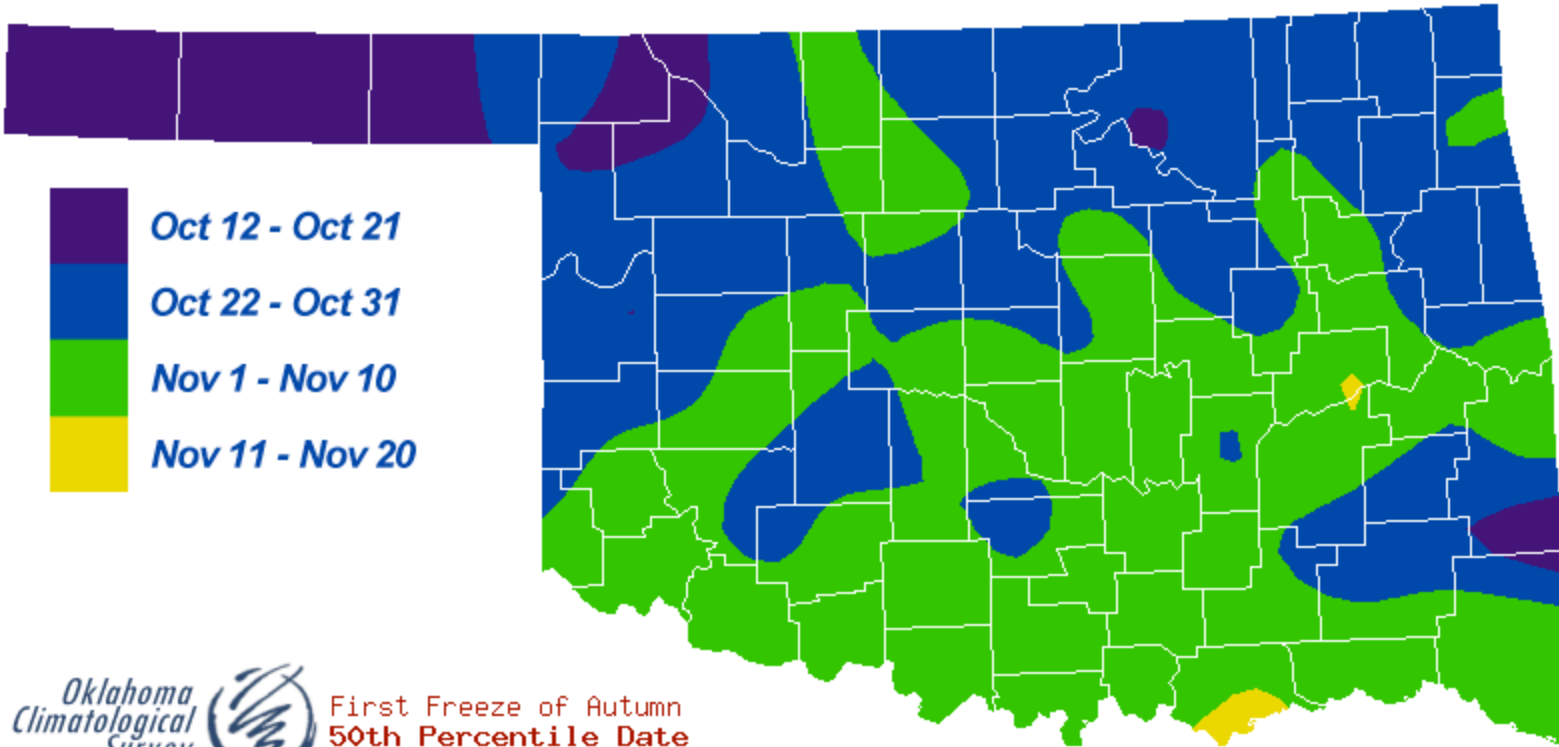 Oct 12 - Oct 21
Oct 22 - Oct 31
Nov 1 - Nov 10
Nov 11 - Nov 20
Oklahoma
Climatological
Survey
First Freeze of Autumn
50th Percentile Date